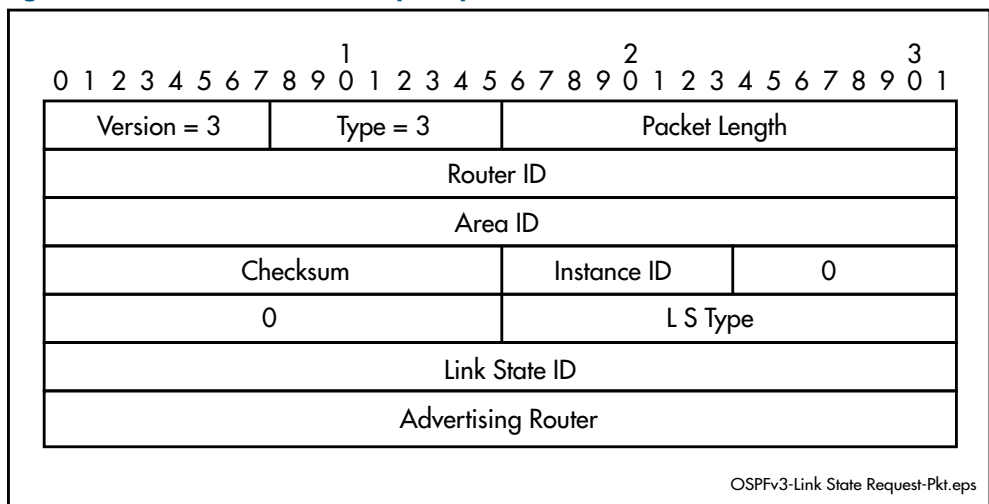 1 2 3
0 1 2 3 4 5 6 7 8 9 0 1 2 3 4 5 6 7 8 9 0 1 2 3 4 5 6 7 8 9 0 1
Version = 3 Type = 3 Packet Length
Router ID
Area ID
Checksum Instance ID 0
0 L S Type
Link State ID
Advertising Router
OSPFv3-Link State Request-Pkt.eps